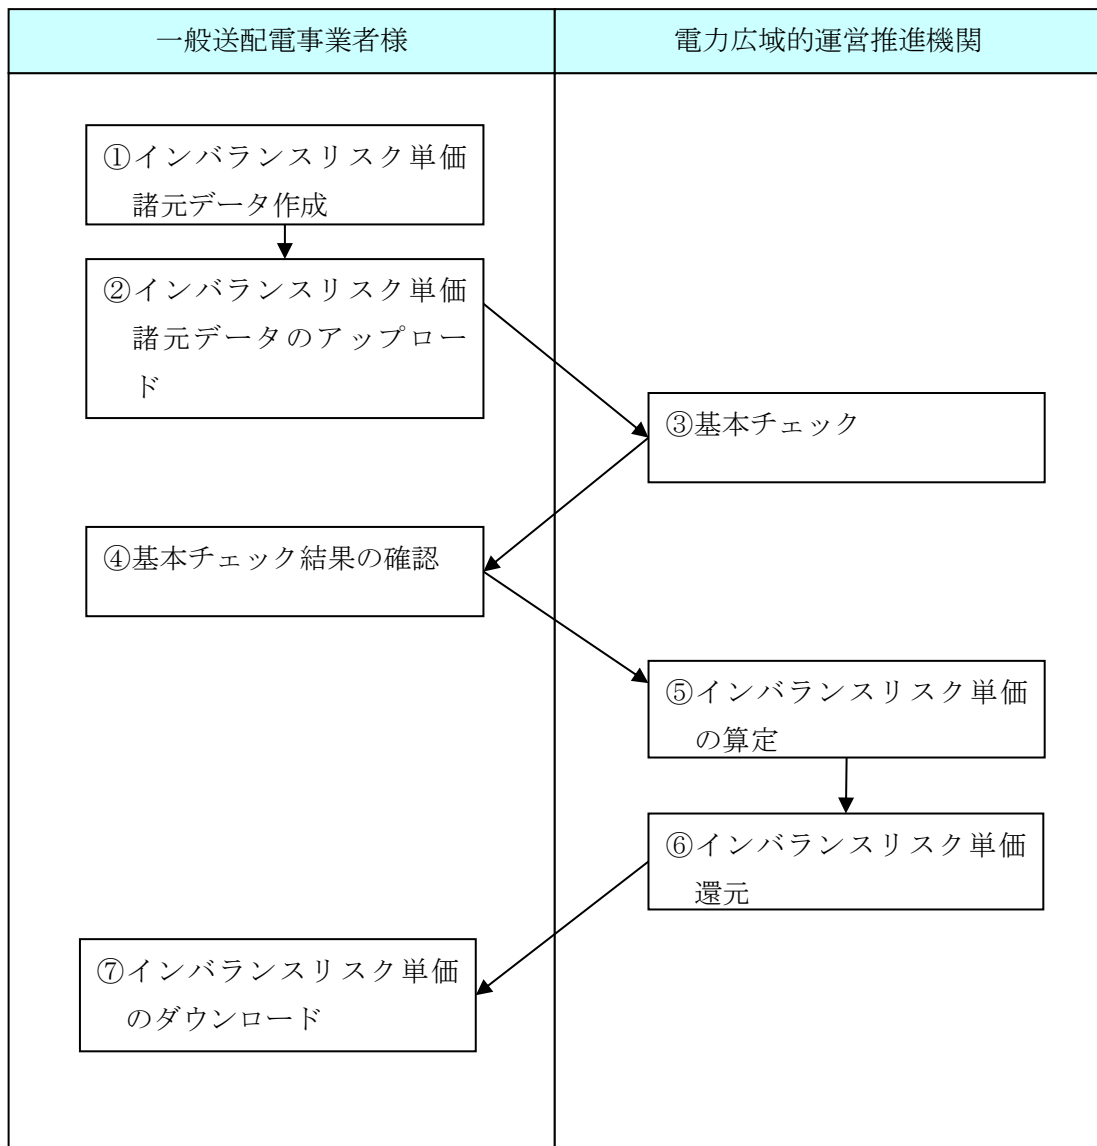 一般送配電事業者様
電力広域的運営推進機関
①インバランスリスク単価
諸元データ作成
②インバランスリスク単価
諸元データのアップロー
ド
③基本チェック
④基本チェック結果の確認
⑤インバランスリスク単価
の算定
⑥インバランスリスク単価
還元
⑦インバランスリスク単価
のダウンロード